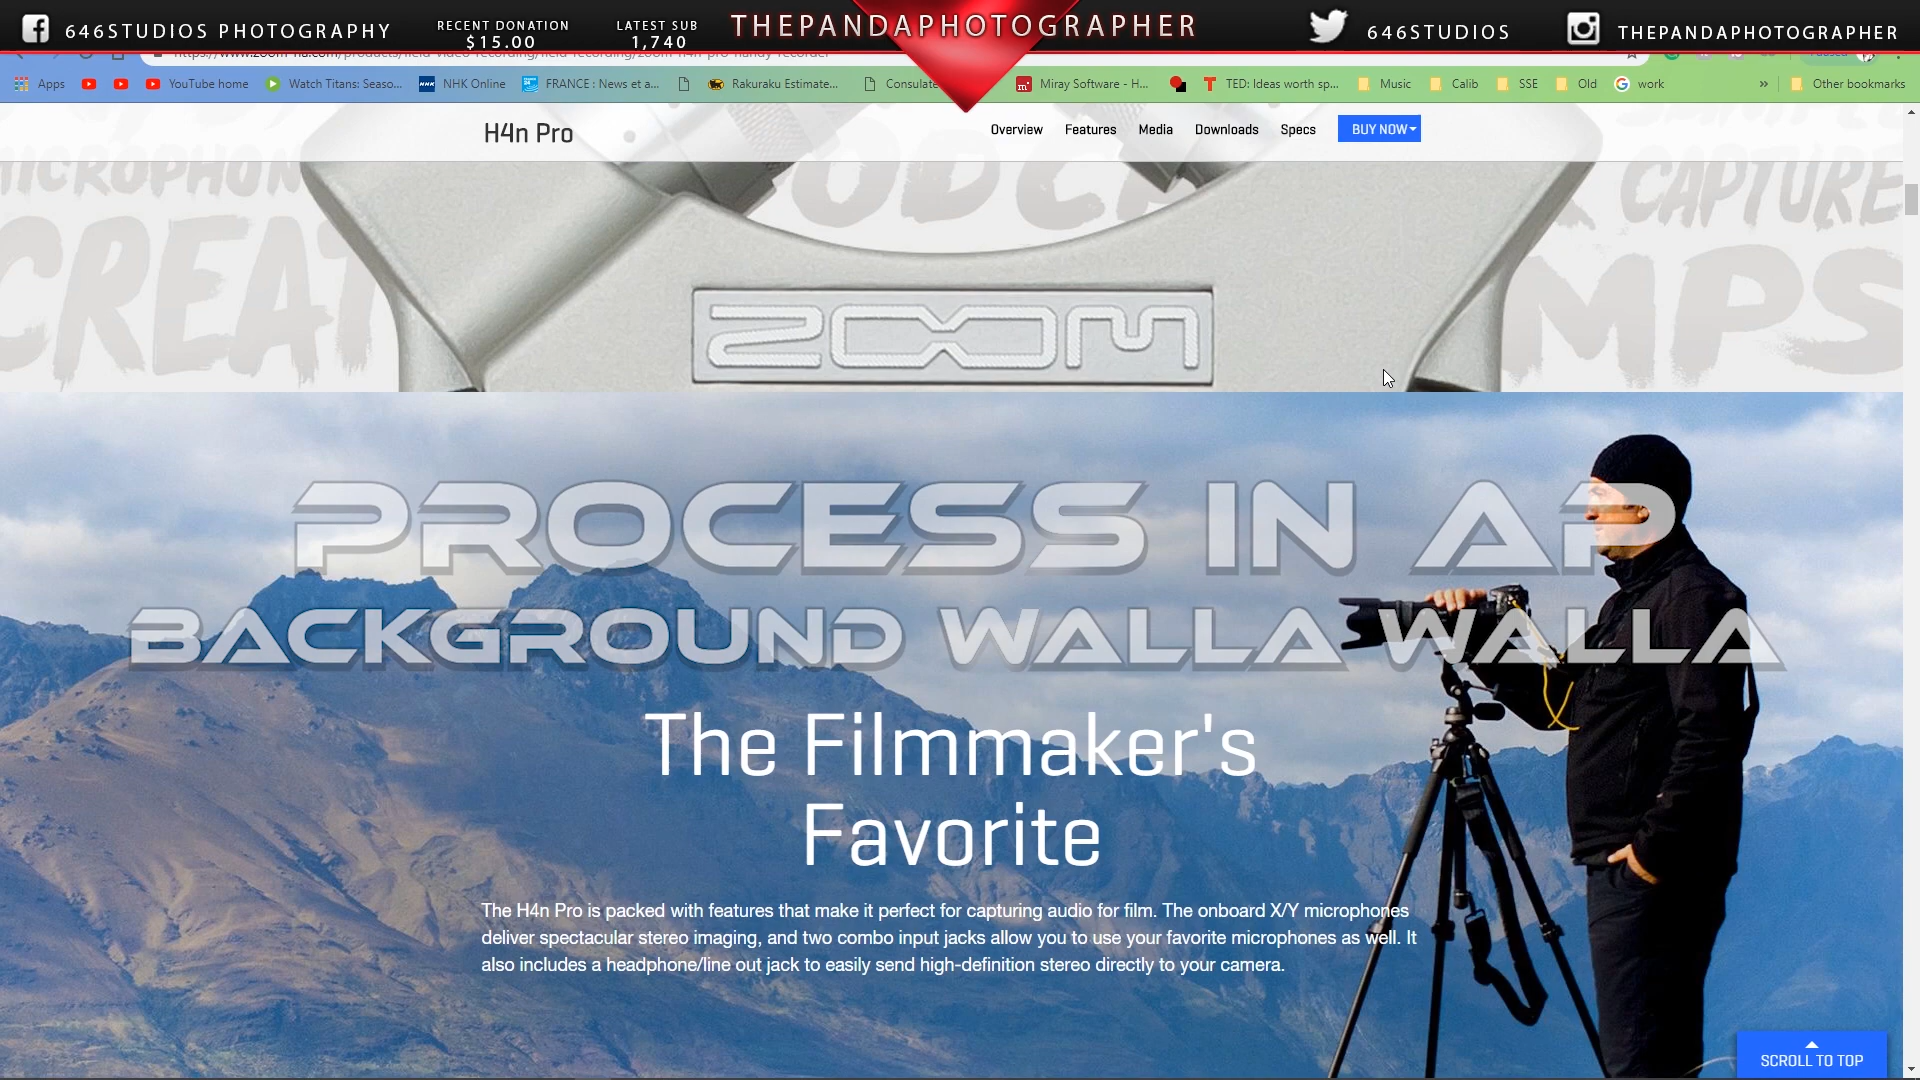 646STUDIOS PHOTOGRAPHY
RECENT DONATION
$15.00
LATEST SUB
1,740
THEPANDAPHOTOGRAPHER
646STUDIOS
THEPANDAPHOTOGRAPHER
Apps
YouTube home
Watch Titans: Seaso...
NHK Online
FRANCE : News et a...
Rakuraku Estimate...
Consulate
Miray Software - H...
TED: Ideas worth sp...
Music
Calib
SSE
Old
work
»
Other bookmarks
H4n Pro
Overview
Features
Media
Downloads
Specs
BUY NOW
CAPTURE
ZOOM
PROCESS IN AP
BACKGROUND WALLA WALLA
The Filmmaker's
Favorite
The H4n Pro is packed with features that make it perfect for capturing audio for film. The onboard X/Y microphones
deliver spectacular stereo imaging, and two combo input jacks allow you to use your favorite microphones as well. It
also includes a headphone/line out jack to easily send high-definition stereo directly to your camera.
SCROLL TO TOP